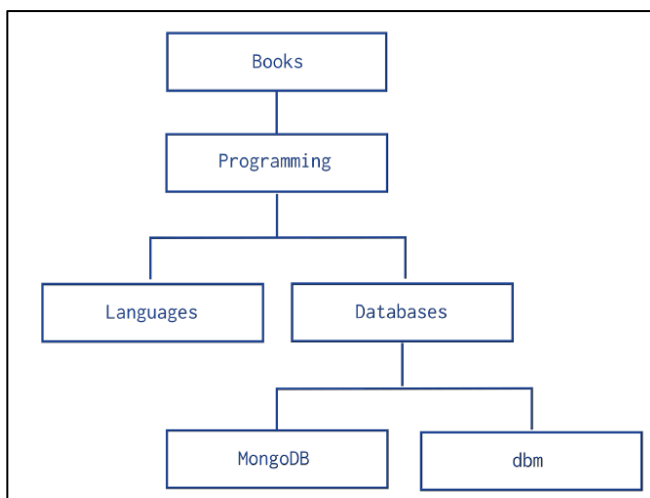 Books
Programming
Languages
Databases
MongoDB
dbm